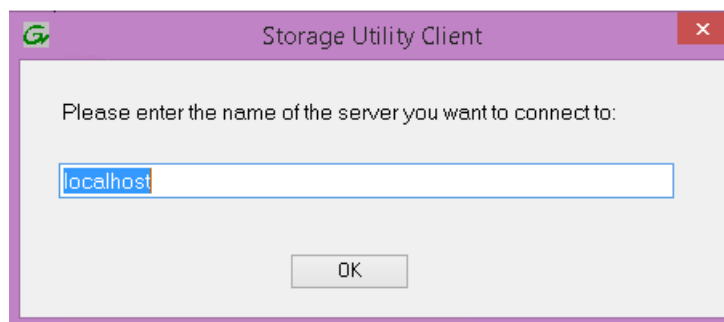 Storage Utility Client
Please enter the name of the server you want to connect to:
localhost
OK